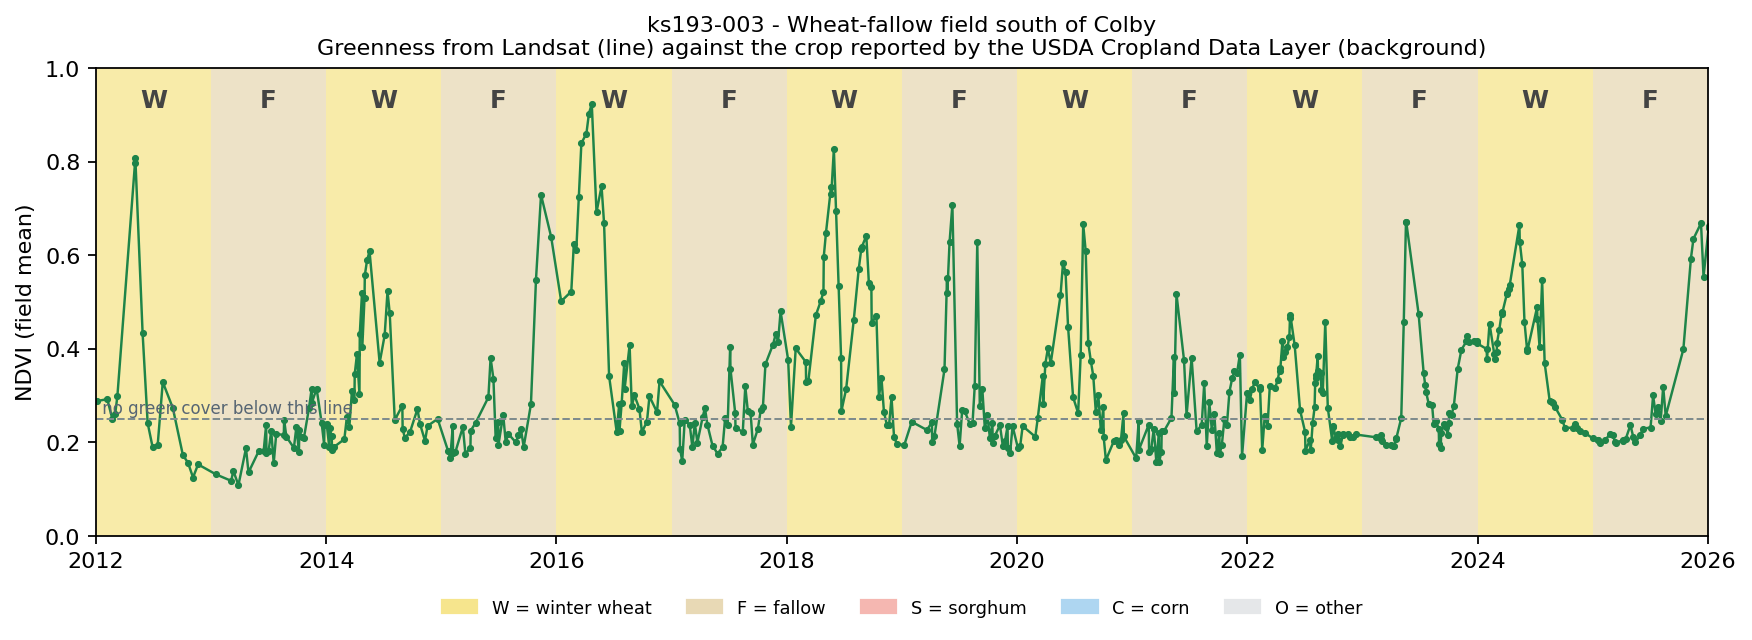 ks193-003 - Wheat-fallow field south of Colby
Greenness from Landsat (line) against the crop reported by the USDA Cropland Data Layer (background)
1.0
0.8
0.6
0.4
0.2
0.0
NDVI (field mean)
W F W F W F W F W F W F W F
no green cover below this line
2012 2014 2016 2018 2020 2022 2024 2026
W = winter wheat F = fallow S = sorghum C = corn O = other